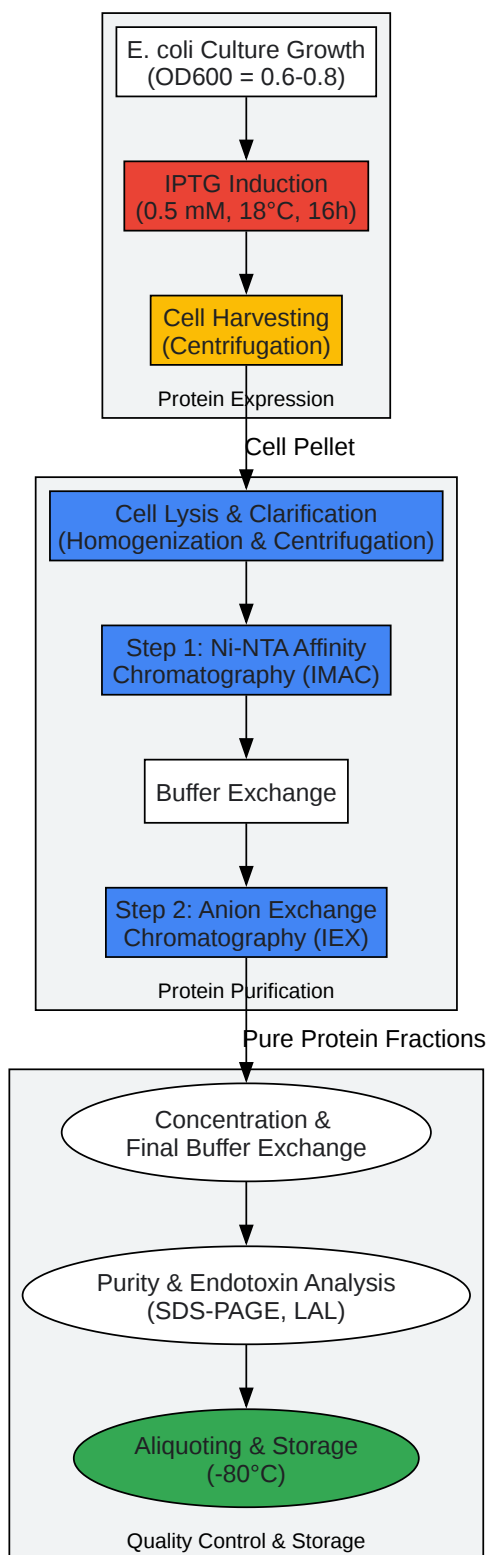 E. coli Culture Growth
(OD600 = 0.6-0.8)
IPTG Induction
(0.5 mM, 18°C, 16h)
Cell Harvesting
(Centrifugation)
Protein Expression
Cell Pellet
Cell Lysis & Clarification
(Homogenization & Centrifugation)
Step 1: Ni-NTA Affinity
Chromatography (IMAC)
Buffer Exchange
Step 2: Anion Exchange
Chromatography (IEX)
Protein Purification
Pure Protein Fractions
Concentration &
Final Buffer Exchange
Purity & Endotoxin Analysis
(SDS-PAGE, LAL)
Aliquoting & Storage
(-80°C)
Quality Control & Storage